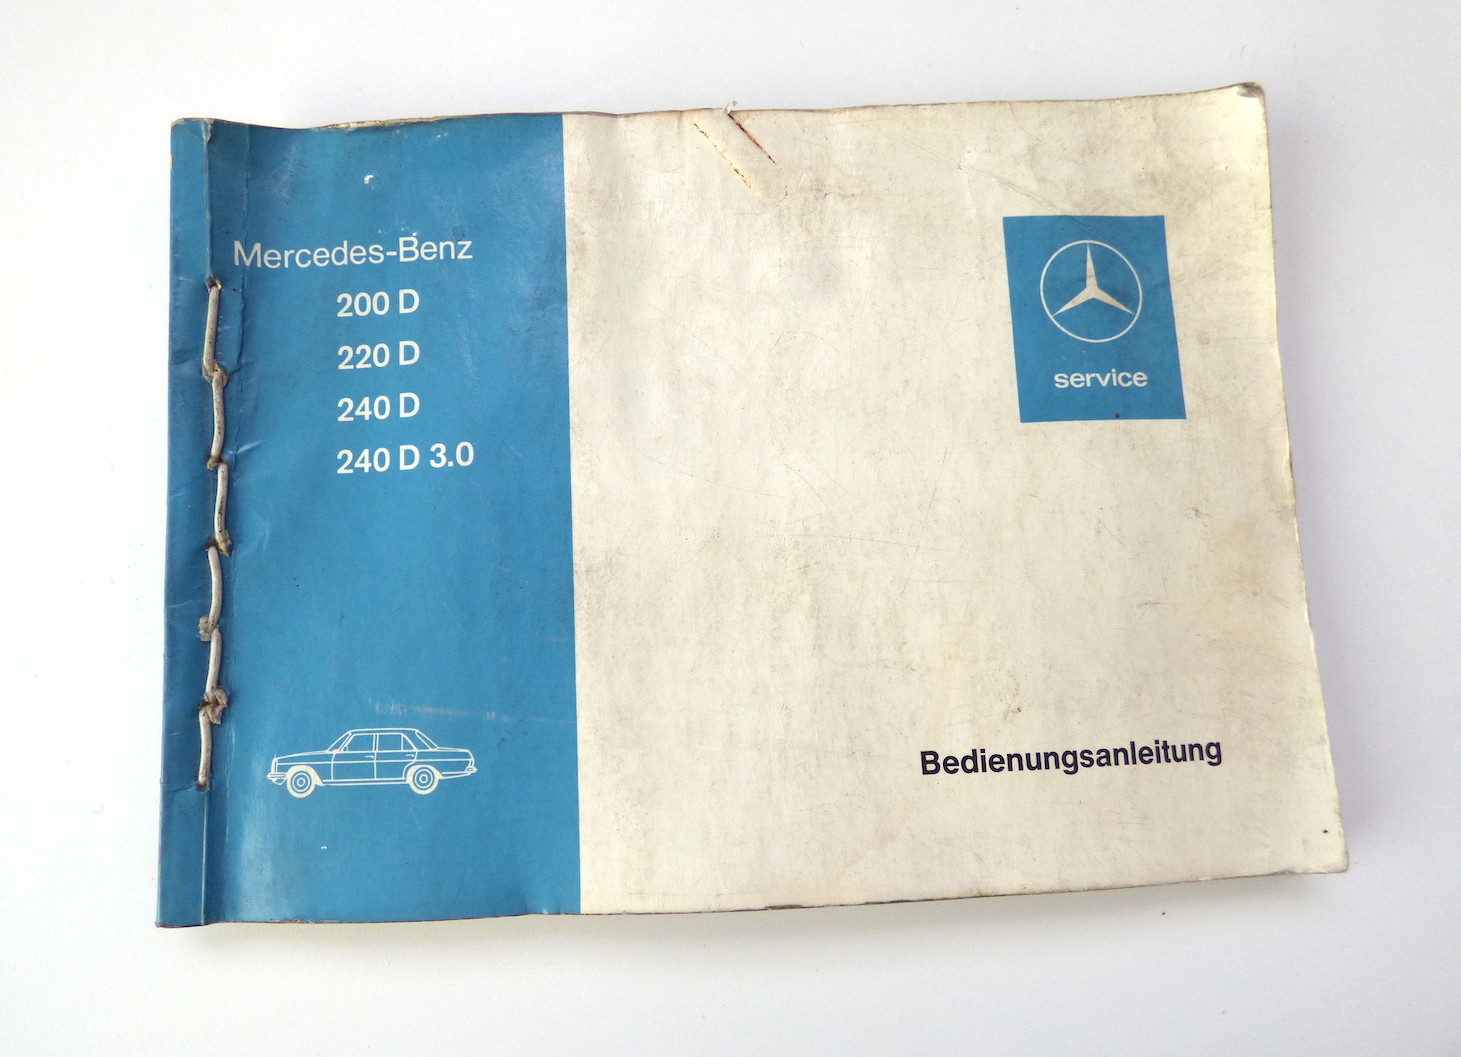 Mercedes-Benz
200 D
220 D
240 D
240 D 3.0
service
Bedienungsanleitung